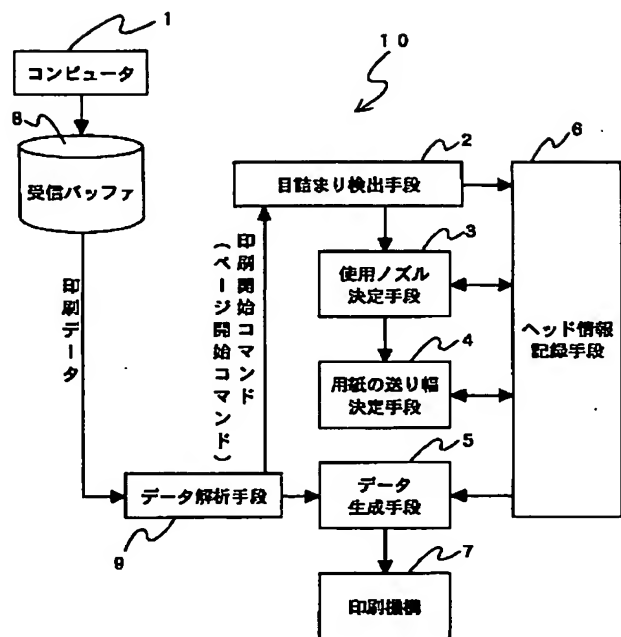 1
10
コンピュータ
8
受信バッファ
2
目詰まり検出手段
6
3
使用ノズル
決定手段
ヘッド情報
記録手段
4
用紙の送り幅
決定手段
印刷データ
印刷開始コマンド
(ページ開始コマンド)
5
データ
生成手段
データ解析手段
9
7
印刷機構